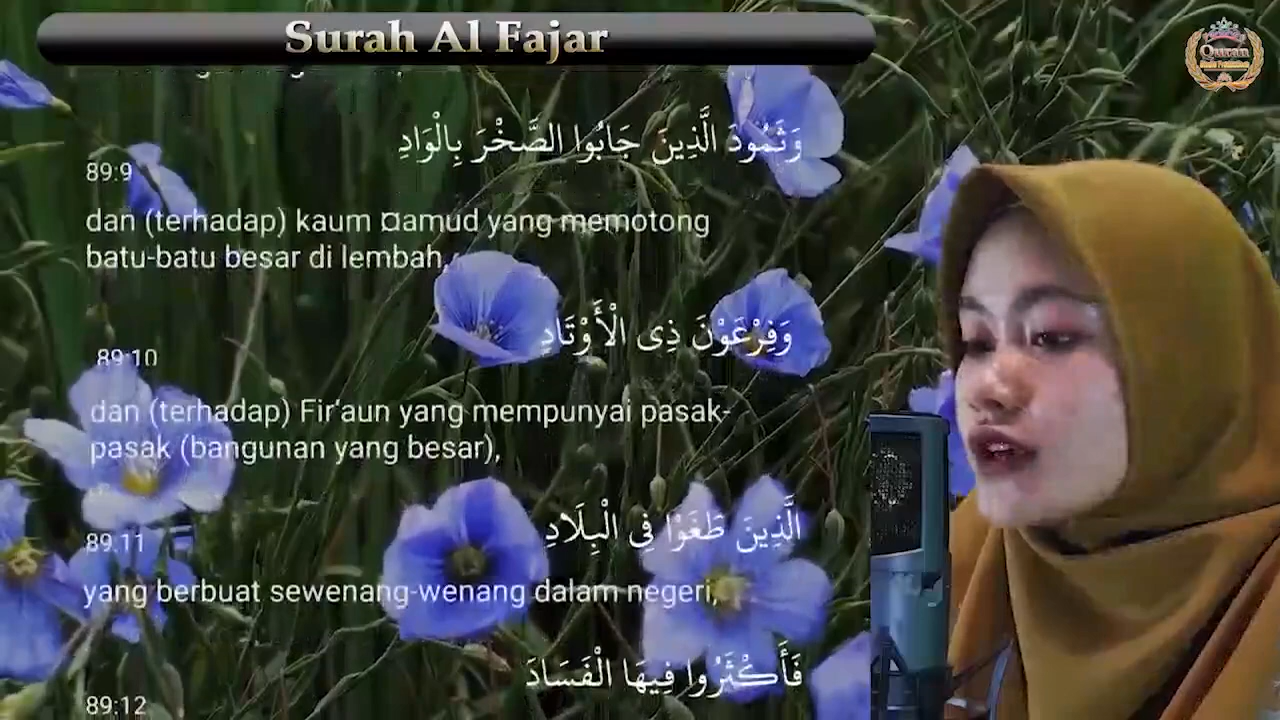 Surah Al Fajar
Quran
وَثَمُودَ الَّذِينَ جَابُوا الصَّخْرَ بِالْوَادِ
89:9
dan (terhadap) kaum ¤amud yang memotong
batu-batu besar di lembah,
وَفِرْعَوْنَ ذِى الْأَوْتَادِ
89:10
dan (terhadap) Fir'aun yang mempunyai pasak-
pasak (bangunan yang besar),
الَّذِينَ طَغَوْا فِى الْبِلَادِ
89:11
yang berbuat sewenang-wenang dalam negeri,
فَأَكْثَرُوا فِيهَا الْفَسَادَ
89:12